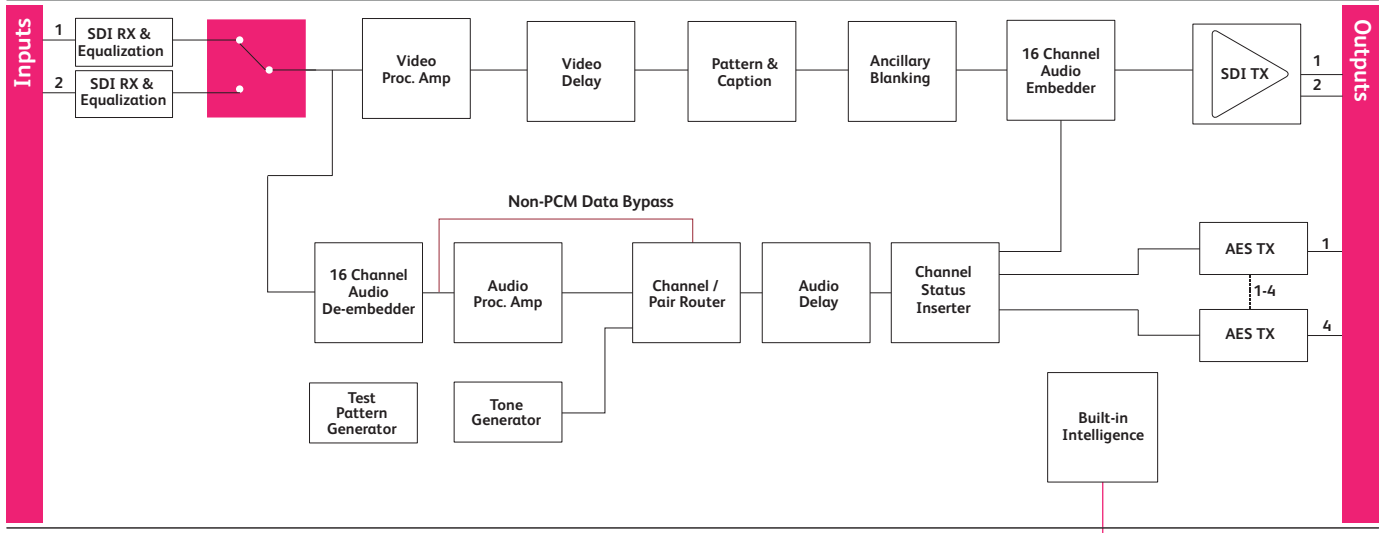 Inputs
1
SDI RX &
Equalization
2
SDI RX &
Equalization
Video
Proc. Amp
Video
Delay
Pattern &
Caption
Ancillary
Blanking
16 Channel
Audio
Embedder
SDI TX
1
2
Outputs
Non-PCM Data Bypass
16 Channel
Audio
De-embedder
Audio
Proc. Amp
Channel /
Pair Router
Audio
Delay
Channel
Status
Inserter
AES TX
1
1-4
AES TX
4
Test
Pattern
Generator
Tone
Generator
Built-in
Intelligence